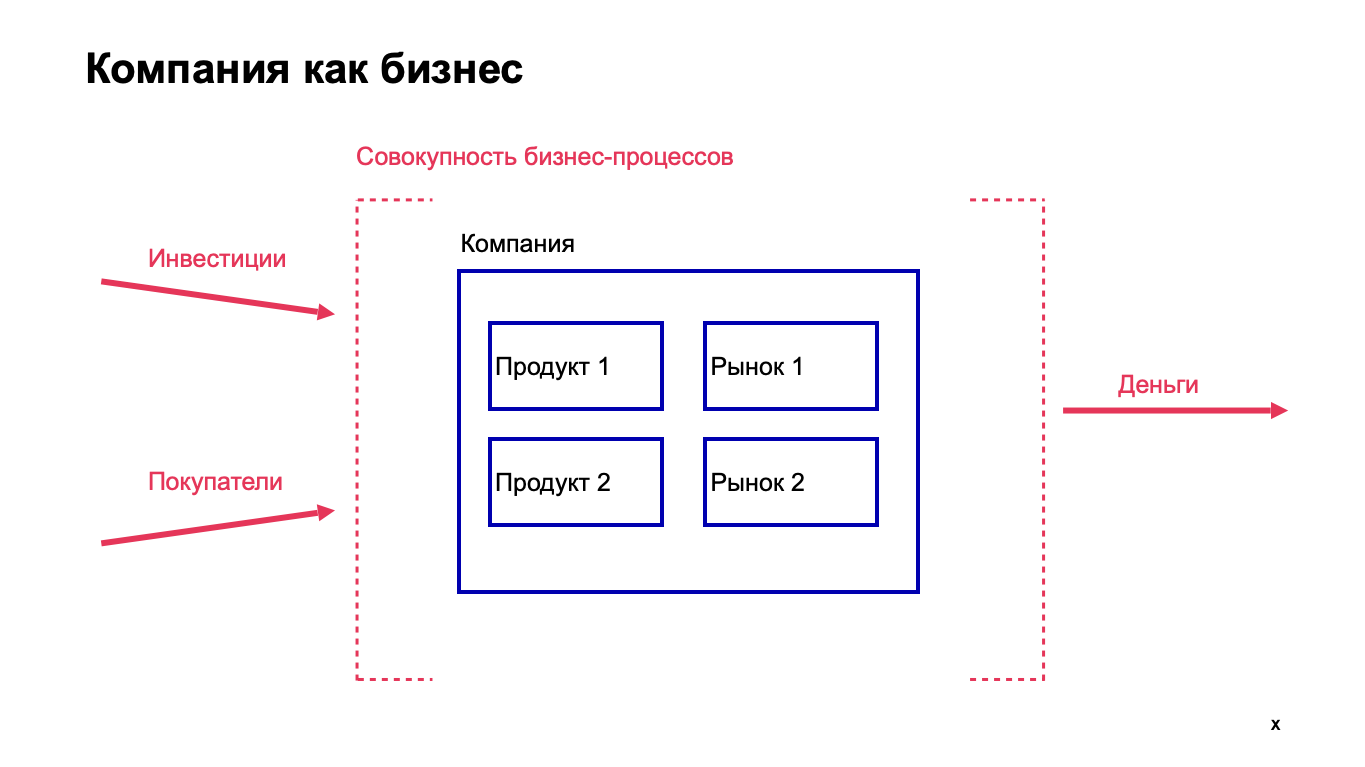 Компания как бизнес
Совокупность бизнес-процессов
Инвестиции
Компания
Продукт 1
Рынок 1
Деньги
Покупатели
Продукт 2
Рынок 2
x